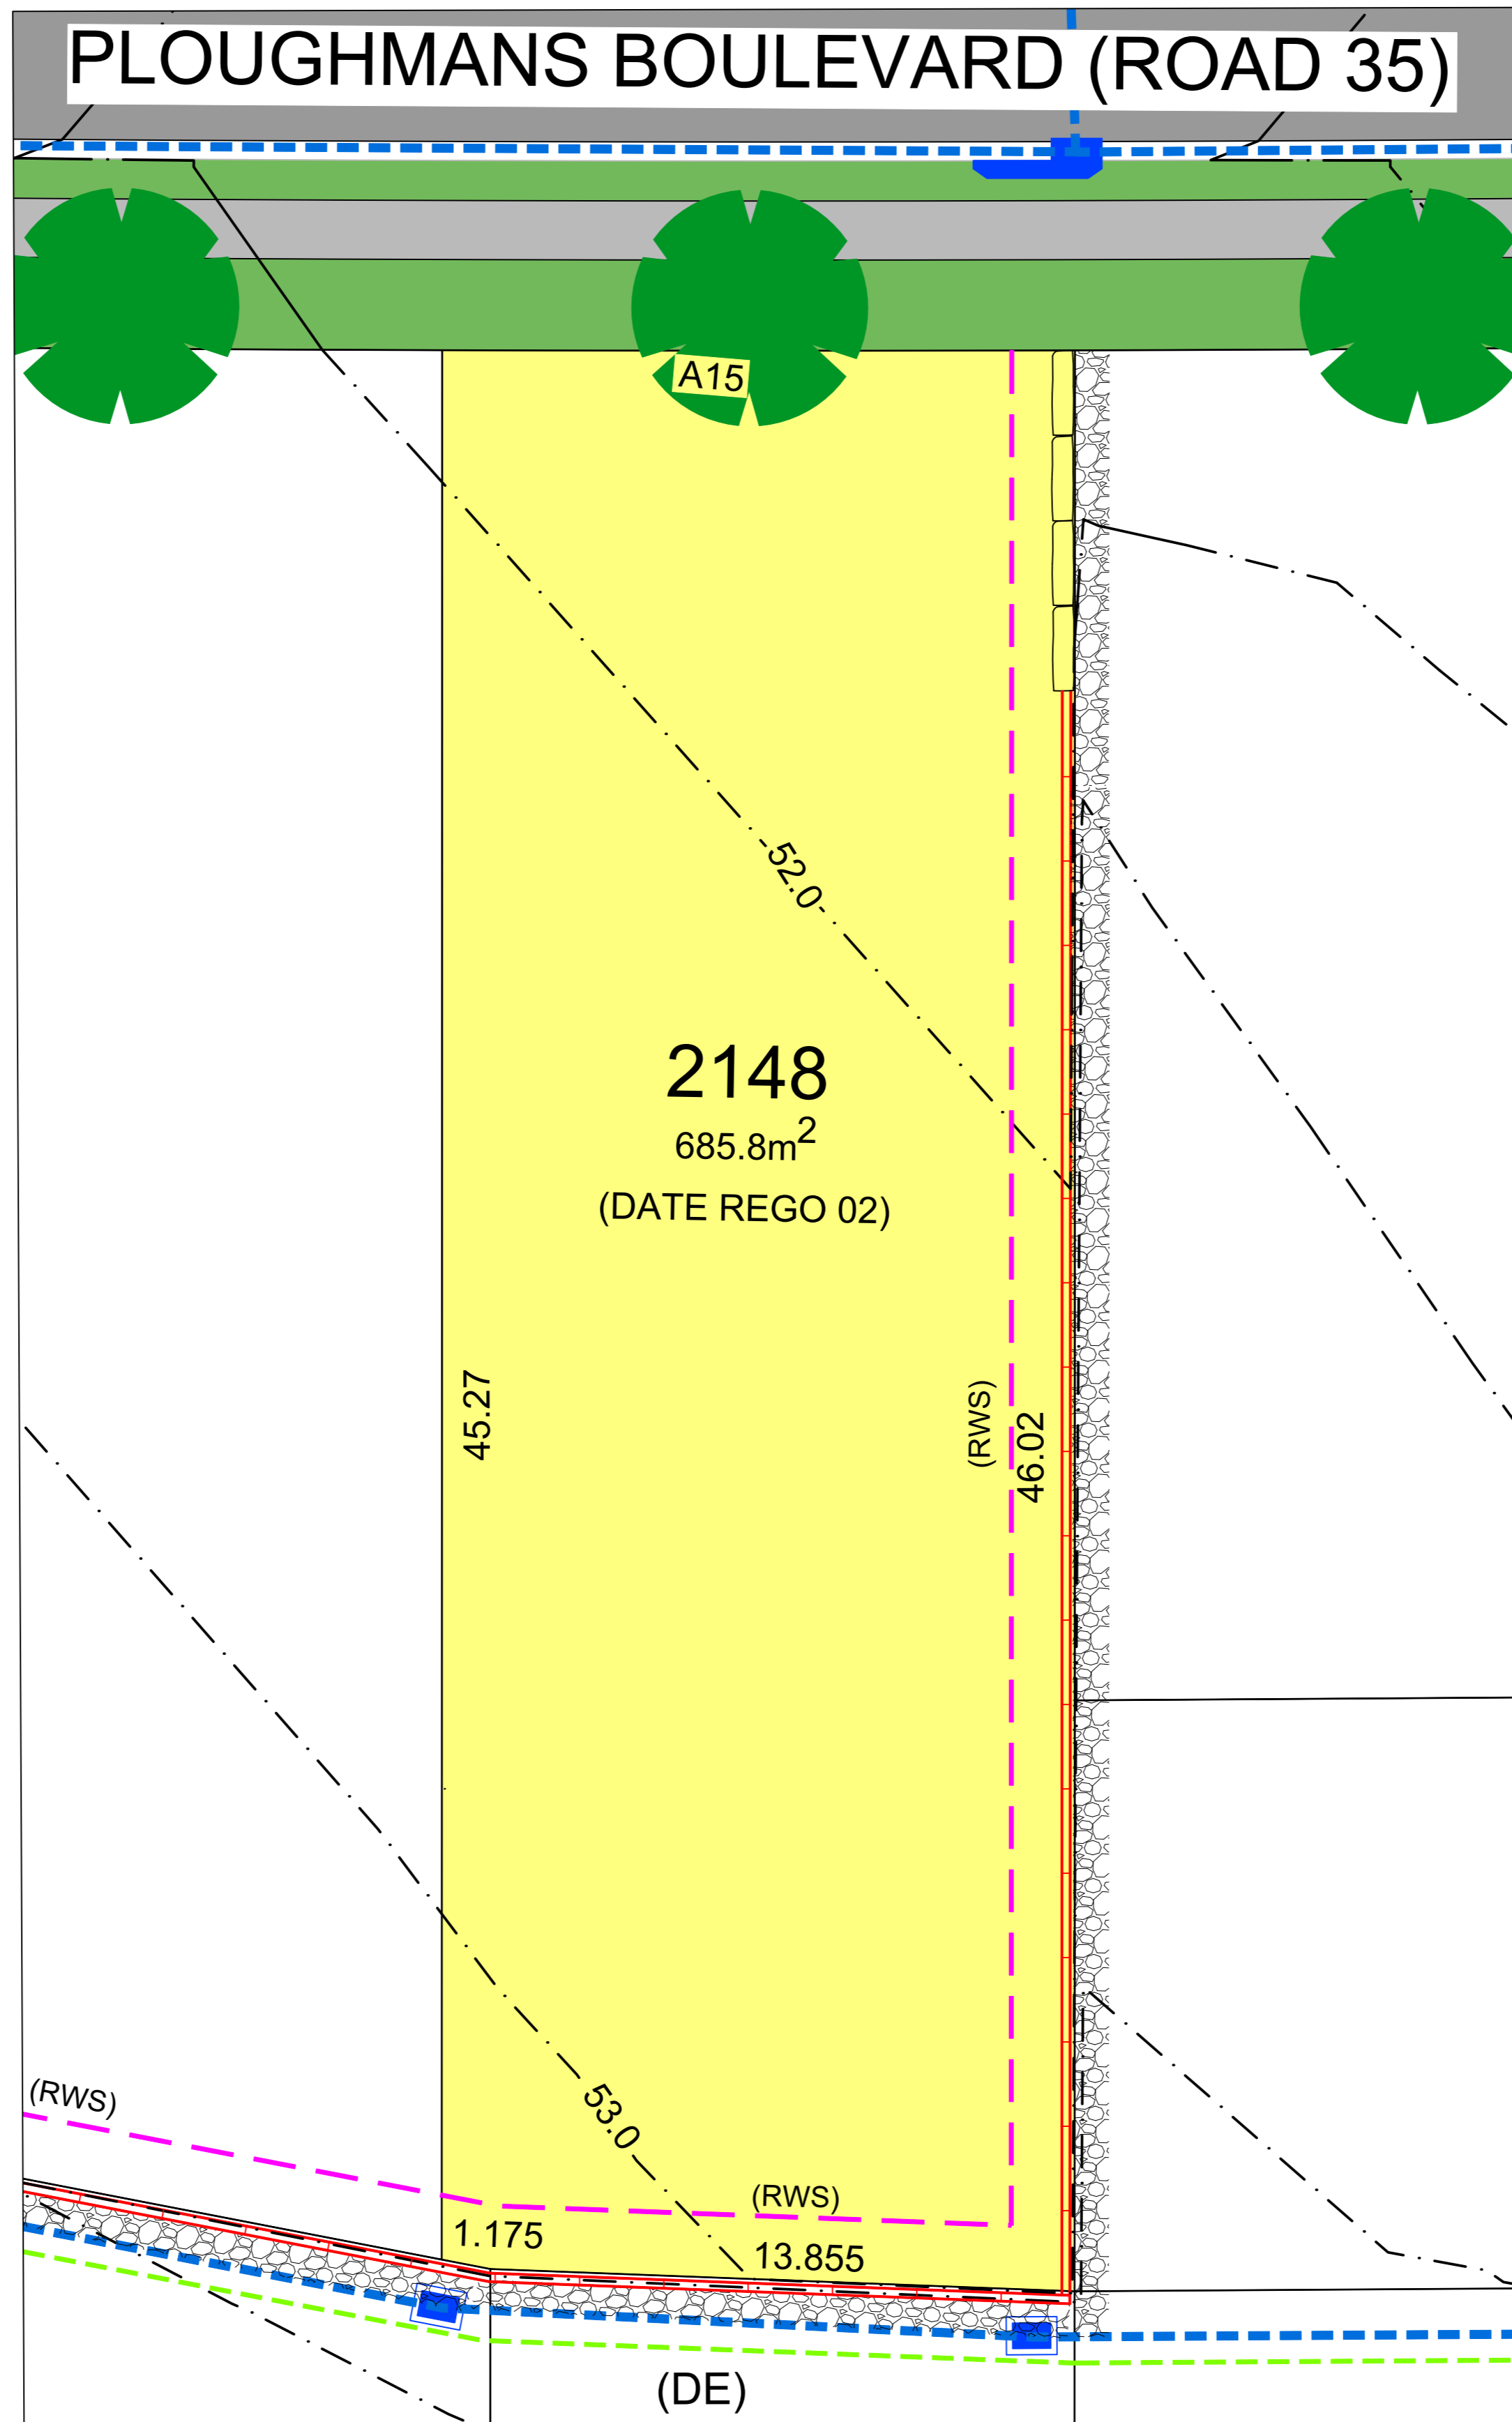 PLOUGHMANS BOULEVARD (ROAD 35)
A15
52.0
2148
685.8m²
(DATE REGO 02)
45.27
(RWS)
46.02
(RWS)
53.0
(RWS)
1.175
13.855
(DE)